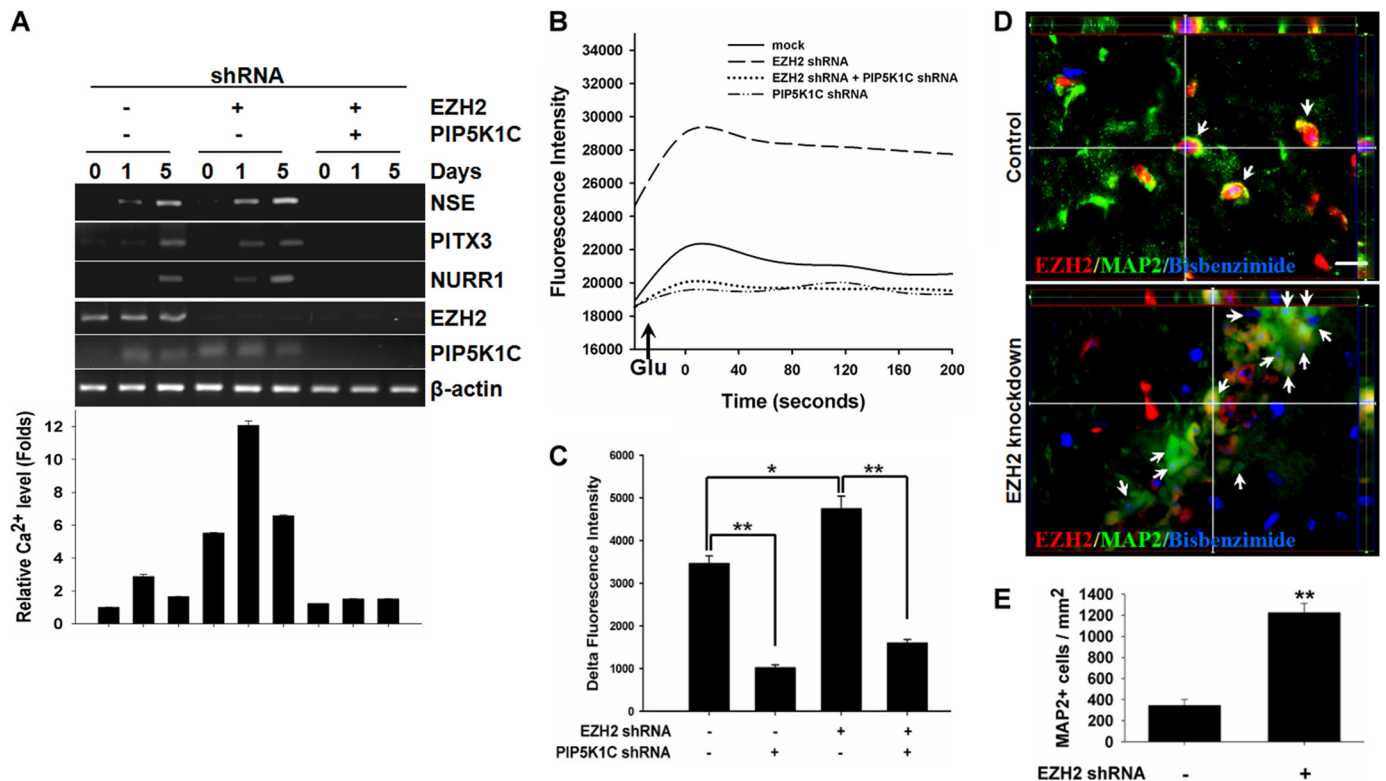 A
shRNA
- + + EZH2
- - + PIP5K1C
0 1 5 0 1 5 0 1 5 Days
NSE
PITX3
NURR1
EZH2
PIP5K1C
β-actin
Relative Ca2+ level (Folds)
12
10
8
6
4
2
0
B
Fluorescence Intensity
34000
32000
30000
28000
26000
24000
22000
20000
18000
16000
mock
EZH2 shRNA
EZH2 shRNA + PIP5K1C shRNA
PIP5K1C shRNA
Glu
0 40 80 120 160 200
Time (seconds)
C
Delta Fluorescence Intensity
6000
5000
4000
3000
2000
1000
0
*
**
**
EZH2 shRNA - - + +
PIP5K1C shRNA - + - +
D
Control
EZH2/MAP2/Bisbenzimide
EZH2 knockdown
EZH2/MAP2/Bisbenzimide
E
MAP2+ cells / mm2
1400
1200
1000
800
600
400
200
0
**
EZH2 shRNA - +